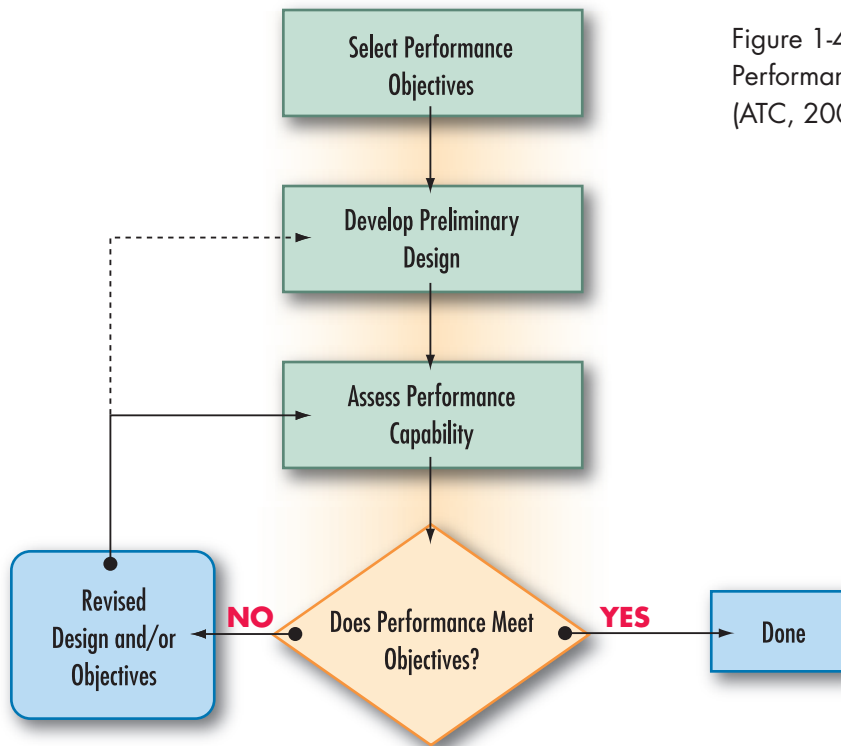 Select Performance
Objectives
Figure 1-4
Performan
(ATC, 200
Develop Preliminary
Design
Assess Performance
Capability
Does Performance Meet
Objectives?
NO
YES
Revised
Design and/or
Objectives
Done